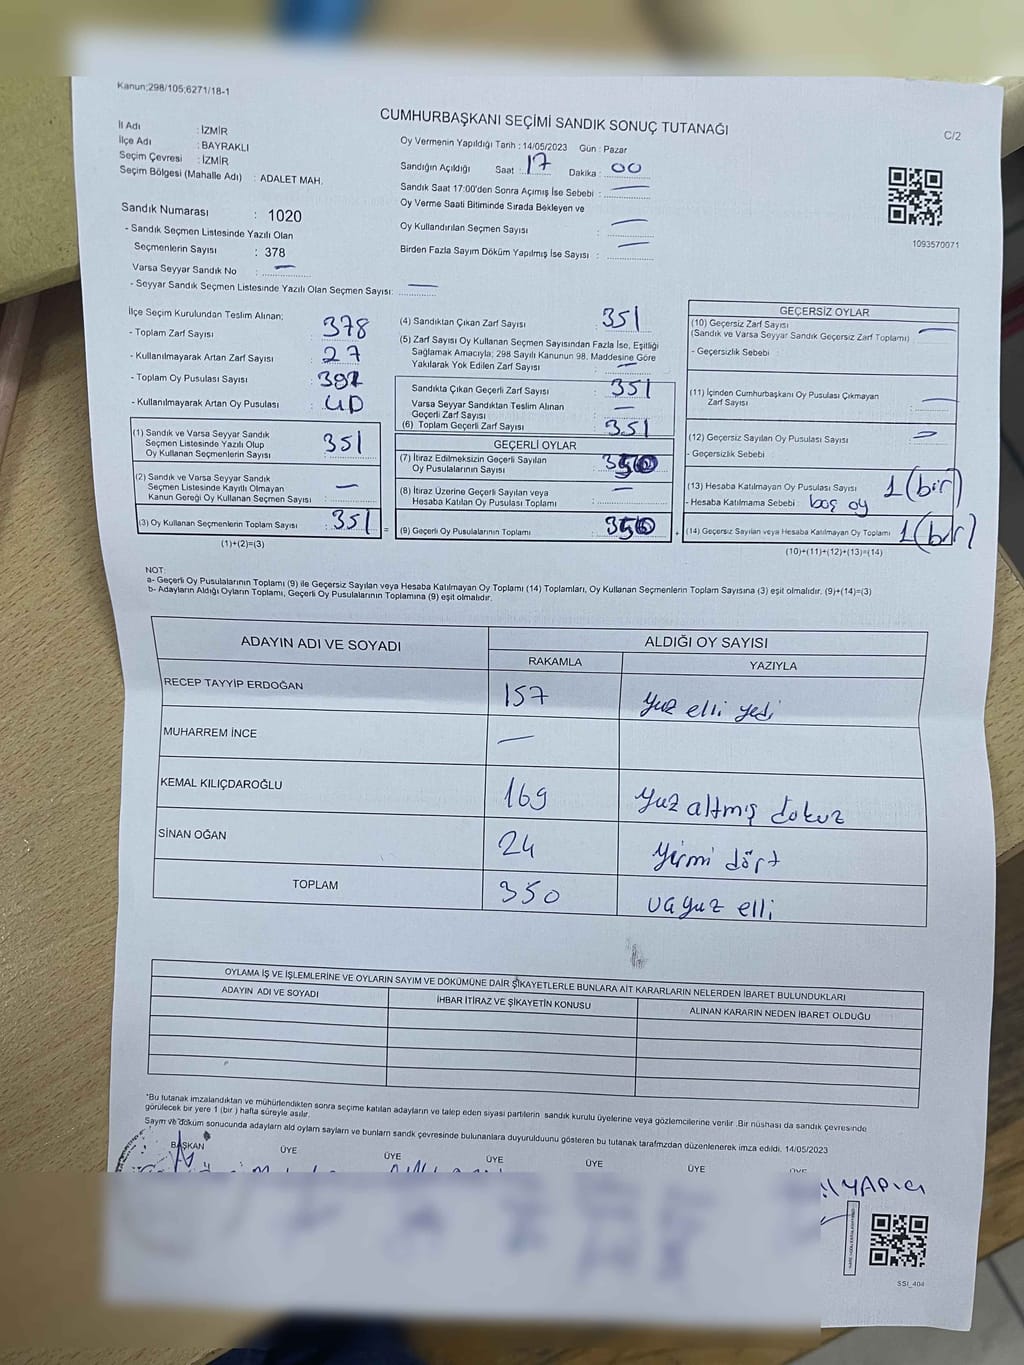 Kanun;298/105;6271/18-1
CUMHURBAŞKANI SEÇİMİ SANDIK SONUÇ TUTANAĞI
C/2
İl Adı : İZMİR
İlçe Adı : BAYRAKLI
Seçim Çevresi : İZMİR
Seçim Bölgesi (Mahalle Adı) : ADALET MAH.
Sandık Numarası : 1020
- Sandık Seçmen Listesinde Yazılı Olan
Seçmenlerin Sayısı : 378
Varsa Seyyar Sandık No : —
- Seyyar Sandık Seçmen Listesinde Yazılı Olan Seçmen Sayısı: —
Oy Vermenin Yapıldığı Tarih : 14/05/2023 Gün : Pazar
Sandığın Açıldığı Saat : 17 Dakika : 00
Sandık Saat 17:00'den Sonra Açımış İse Sebebi : —
Oy Verme Saati Bitiminde Sırada Bekleyen ve
Oy Kullandırılan Seçmen Sayısı : —
Birden Fazla Sayım Döküm Yapılmış İse Sayısı : —
1093570071
İlçe Seçim Kurulundan Teslim Alınan;
- Toplam Zarf Sayısı : 378
- Kullanılmayarak Artan Zarf Sayısı : 27
- Toplam Oy Pusulası Sayısı :
- Kullanılmayarak Artan Oy Pusulası :
(1) Sandık ve Varsa Seyyar Sandık
Seçmen Listesinde Yazılı Olup
Oy Kullanan Seçmenlerin Sayısı : 351
(2) Sandık ve Varsa Seyyar Sandık
Seçmen Listesinde Kayıtlı Olmayan
Kanun Gereği Oy Kullanan Seçmen Sayısı : —
(3) Oy Kullanan Seçmenlerin Toplam Sayısı : 351
(1)+(2)=(3)
(4) Sandıktan Çıkan Zarf Sayısı : 351
(5) Zarf Sayısı Oy Kullanan Seçmen Sayısından Fazla İse, Eşitliği
Sağlamak Amacıyla; 298 Sayılı Kanunun 98. Maddesine Göre
Yakılarak Yok Edilen Zarf Sayısı : —
Sandıkta Çıkan Geçerli Zarf Sayısı : 351
Varsa Seyyar Sandıktan Teslim Alınan
Geçerli Zarf Sayısı : —
(6) Toplam Geçerli Zarf Sayısı : 351
GEÇERLİ OYLAR
(7) İtiraz Edilmeksizin Geçerli Sayılan
Oy Pusulalarının Sayısı : 350
(8) İtiraz Üzerine Geçerli Sayılan veya
Hesaba Katılan Oy Pusulası Toplamı : —
(9) Geçerli Oy Pusulalarının Toplamı : 350
GEÇERSİZ OYLAR
(10) Geçersiz Zarf Sayısı : —
(Sandık ve Varsa Seyyar Sandık Geçersiz Zarf Toplamı)
- Geçersizlik Sebebi :
(11) İçinden Cumhurbaşkanı Oy Pusulası Çıkmayan
Zarf Sayısı : —
(12) Geçersiz Sayılan Oy Pusulası Sayısı : —
- Geçersizlik Sebebi :
(13) Hesaba Katılmayan Oy Pusulası Sayısı : 1 (bir)
- Hesaba Katılmama Sebebi : boş oy
(14) Geçersiz Sayılan veya Hesaba Katılmayan Oy Toplamı : 1 (bir)
(10)+(11)+(12)+(13)=(14)
NOT:
a- Geçerli Oy Pusulalarının Toplamı (9) ile Geçersiz Sayılan veya Hesaba Katılmayan Oy Toplamı (14) Toplamları, Oy Kullanan Seçmenlerin Toplam Sayısına (3) eşit olmalıdır. (9)+(14)=(3)
b- Adayların Aldığı Oyların Toplamı, Geçerli Oy Pusulalarının Toplamına (9) eşit olmalıdır.
ADAYIN ADI VE SOYADI
ALDIĞI OY SAYISI
RAKAMLA YAZIYLA
RECEP TAYYİP ERDOĞAN 157 yuz elli yedi
MUHARREM İNCE —
KEMAL KILIÇDAROĞLU 169 yuz altmış dokuz
SİNAN OĞAN 24 yirmi dört
TOPLAM 350 uçyuz elli
OYLAMA İŞ VE İŞLEMLERİNE VE OYLARIN SAYIM VE DÖKÜMÜNE DAİR ŞİKAYETLERLE BUNLARA AİT KARARLARIN NELERDEN İBARET BULUNDUKLARI
ADAYIN ADI VE SOYADI İHBAR İTİRAZ VE ŞİKAYETİN KONUSU ALINAN KARARIN NEDEN İBARET OLDUĞU
*Bu tutanak imzalandıktan ve mühürlendikten sonra seçime katılan adayların ve talep eden siyasi partilerin sandık kurulu üyelerine veya gözlemcilerine verilir .Bir nüshası da sandık çevresinde
görülecek bir yere 1 (bir ) hafta süreyle asılır.
Sayım ve döküm sonucunda adayların ald oylam saylarn ve bunlarn sandk çevresinde bulunanlara duyurulduunu gösteren bu tutanak tarafmzdan düzenlenerek imza edildi. 14/05/2023
BAŞKAN ÜYE ÜYE ÜYE ÜYE ÜYE ÜYE
YAPICI
SSI_404